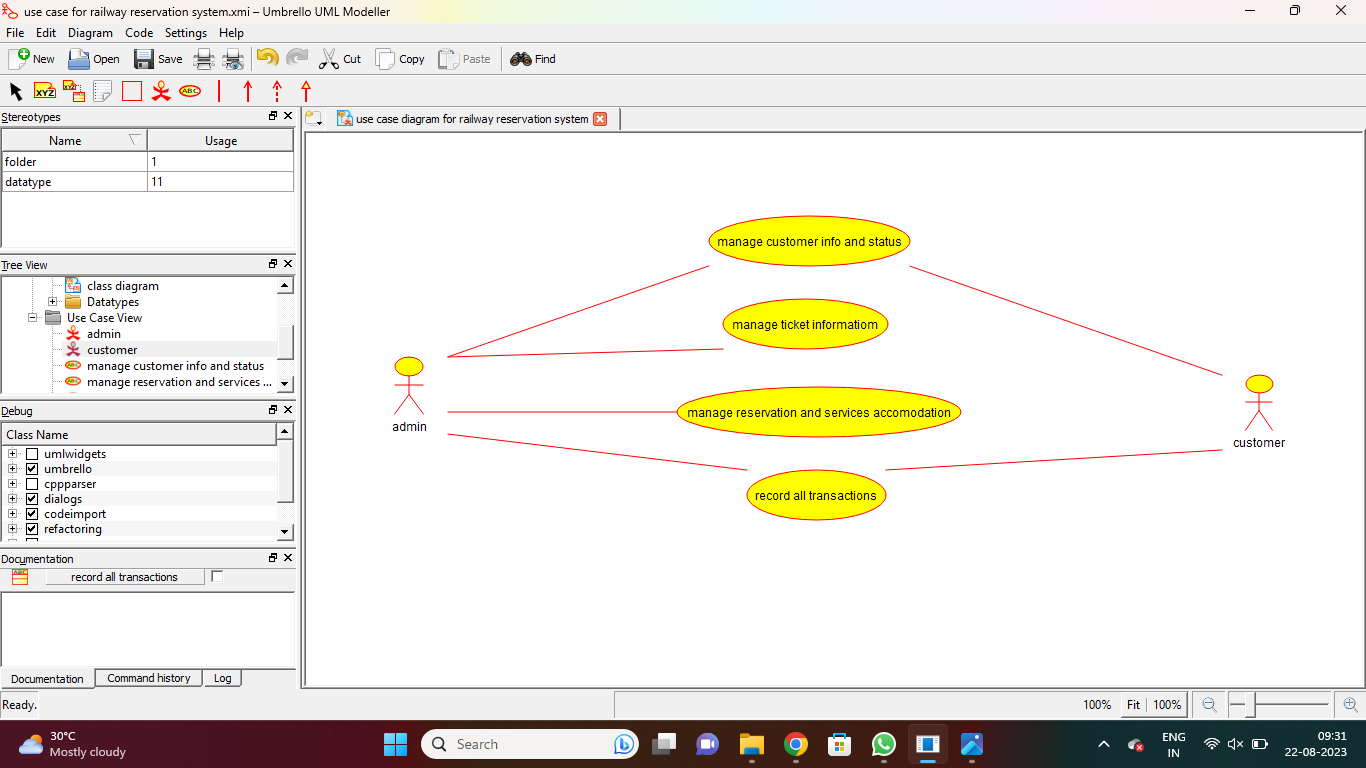 use case for railway reservation system.xmi – Umbrello UML Modeller
File Edit Diagram Code Settings Help
New Open Save Cut Copy Paste Find
XYZ XYZ ABC
Stereotypes
Name Usage
folder 1
datatype 11
Tree View
class diagram
Datatypes
Use Case View
admin
customer
manage customer info and status
manage reservation and services ...
Debug
Class Name
umlwidgets
umbrello
cppparser
dialogs
codeimport
refactoring
Documentation
record all transactions
Documentation Command history Log
use case diagram for railway reservation system
manage customer info and status
manage ticket informatiom
manage reservation and services accomodation
record all transactions
admin
customer
Ready.
100% Fit 100%
30°C
Mostly cloudy
Search
ENG
IN
09:31
22-08-2023